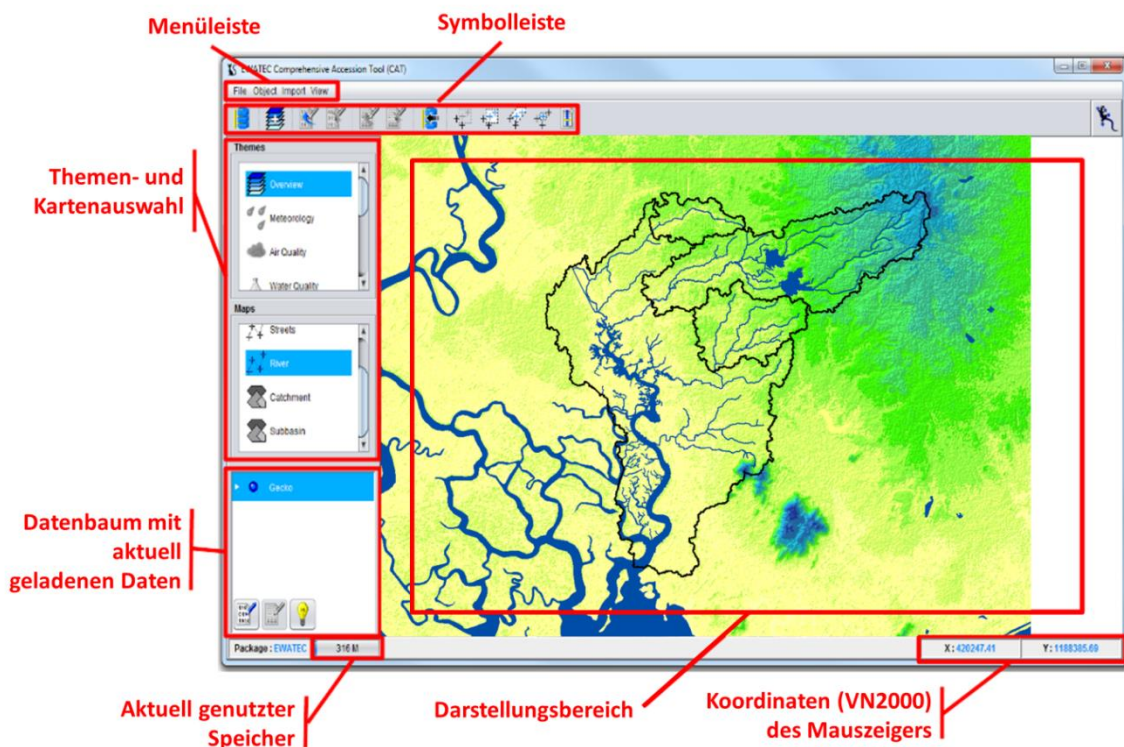 Menüleiste
Symbolleiste
EWATEC Comprehensive Accession Tool (CAT)
File Object Import View
Themes
Overview
Meteorology
Air Quality
Water Quality
Maps
Streets
River
Catchment
Subbasin
Gecko
Package : EWATEC
316 M
X : 420247.41
Y : 1188385.69
Themen- und
Kartenauswahl
Datenbaum mit
aktuell
geladenen Daten
Aktuell genutzter
Speicher
Darstellungsbereich
Koordinaten (VN2000)
des Mauszeigers